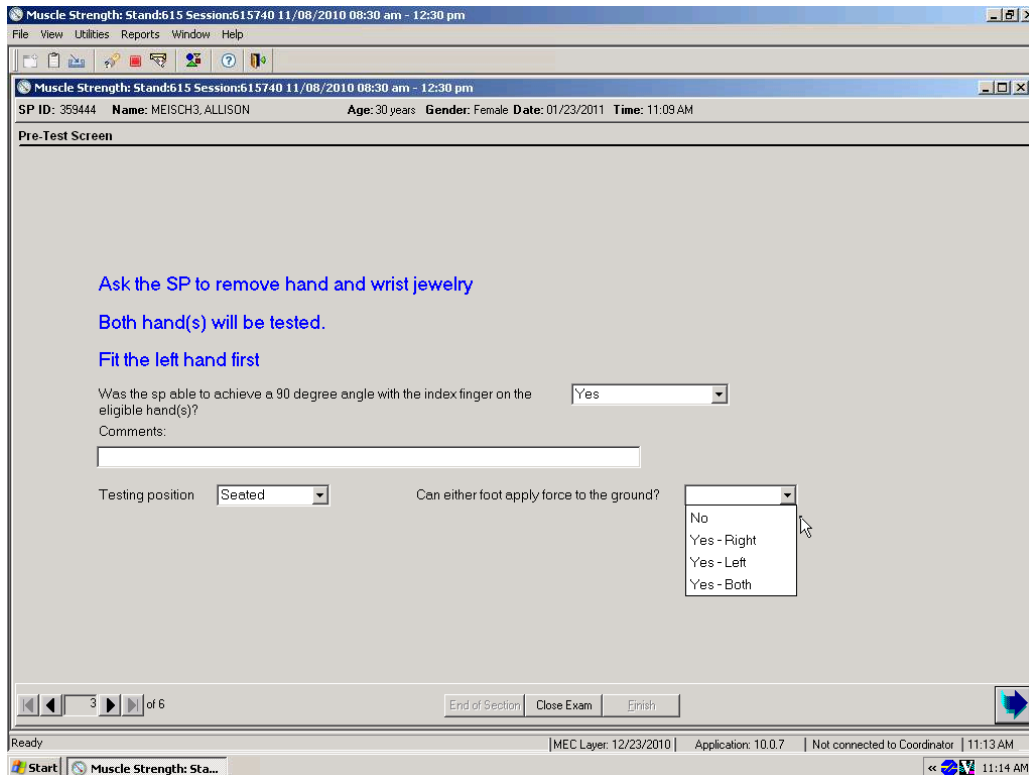 Muscle Strength: Stand:615 Session:615740 11/08/2010 08:30 am - 12:30 pm
File View Utilities Reports Window Help
Muscle Strength: Stand:615 Session:615740 11/08/2010 08:30 am - 12:30 pm
SP ID: 359444 Name: MEISCH3, ALLISON Age: 30 years Gender: Female Date: 01/23/2011 Time: 11:09 AM
Pre-Test Screen
Ask the SP to remove hand and wrist jewelry
Both hand(s) will be tested.
Fit the left hand first
Was the sp able to achieve a 90 degree angle with the index finger on the Yes
eligible hand(s)?
Comments:
Testing position Seated Can either foot apply force to the ground?
No
Yes - Right
Yes - Left
Yes - Both
3 of 6 End of Section Close Exam Finish
Ready MEC Layer: 12/23/2010 Application: 10.0.7 Not connected to Coordinator 11:13 AM
Start Muscle Strength: Sta... « 11:14 AM